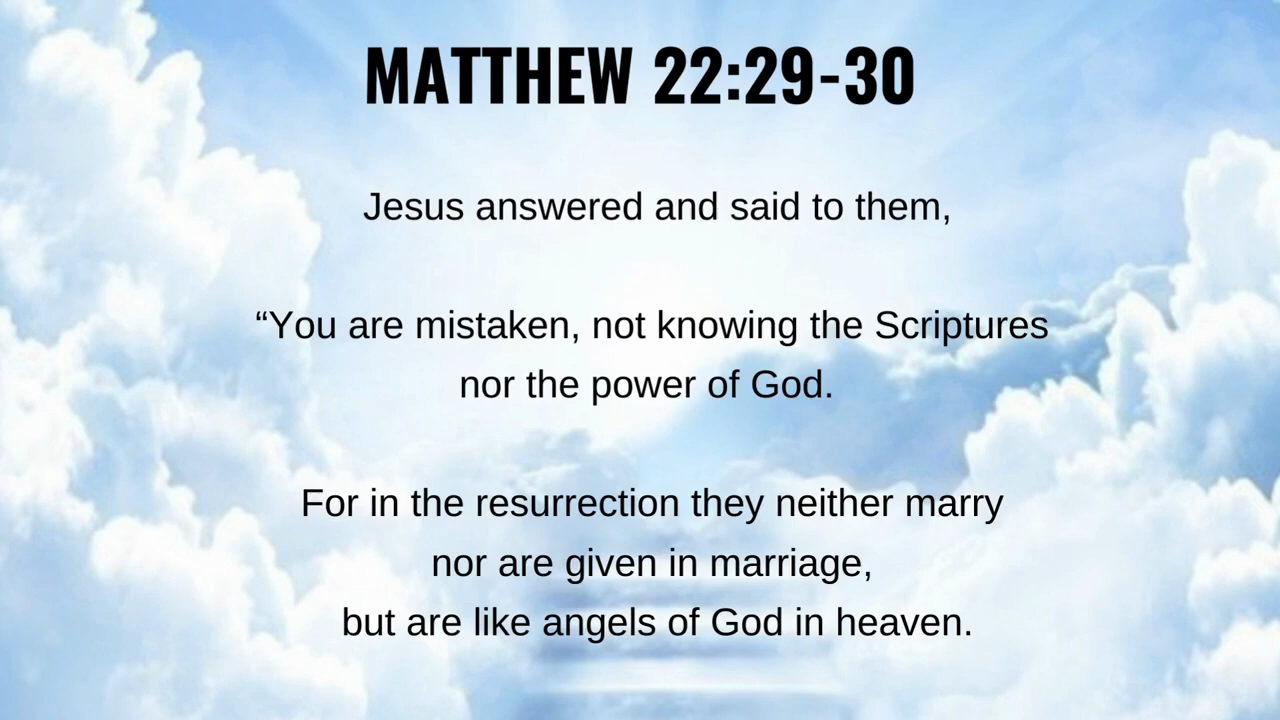 MATTHEW 22:29-30
Jesus answered and said to them,
“You are mistaken, not knowing the Scriptures
nor the power of God.
For in the resurrection they neither marry
nor are given in marriage,
but are like angels of God in heaven.